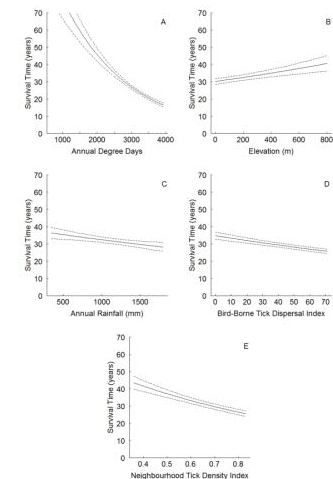 A
Survival Time (years)
70
60
50
40
30
20
10
0
1000 2000 3000 4000
Annual Degree Days
B
Survival Time (years)
70
60
50
40
30
20
10
0
0 200 400 600 800
Elevation (m)
C
Survival Time (years)
70
60
50
40
30
20
10
0
500 1000 1500
Annual Rainfall (mm)
D
Survival Time (years)
70
60
50
40
30
20
10
0
0 10 20 30 40 50 60 70
Bird-Borne Tick Dispersal Index
E
Survival Time (years)
70
60
50
40
30
20
10
0
0.4 0.5 0.6 0.7 0.8
Neighbourhood Tick Density Index